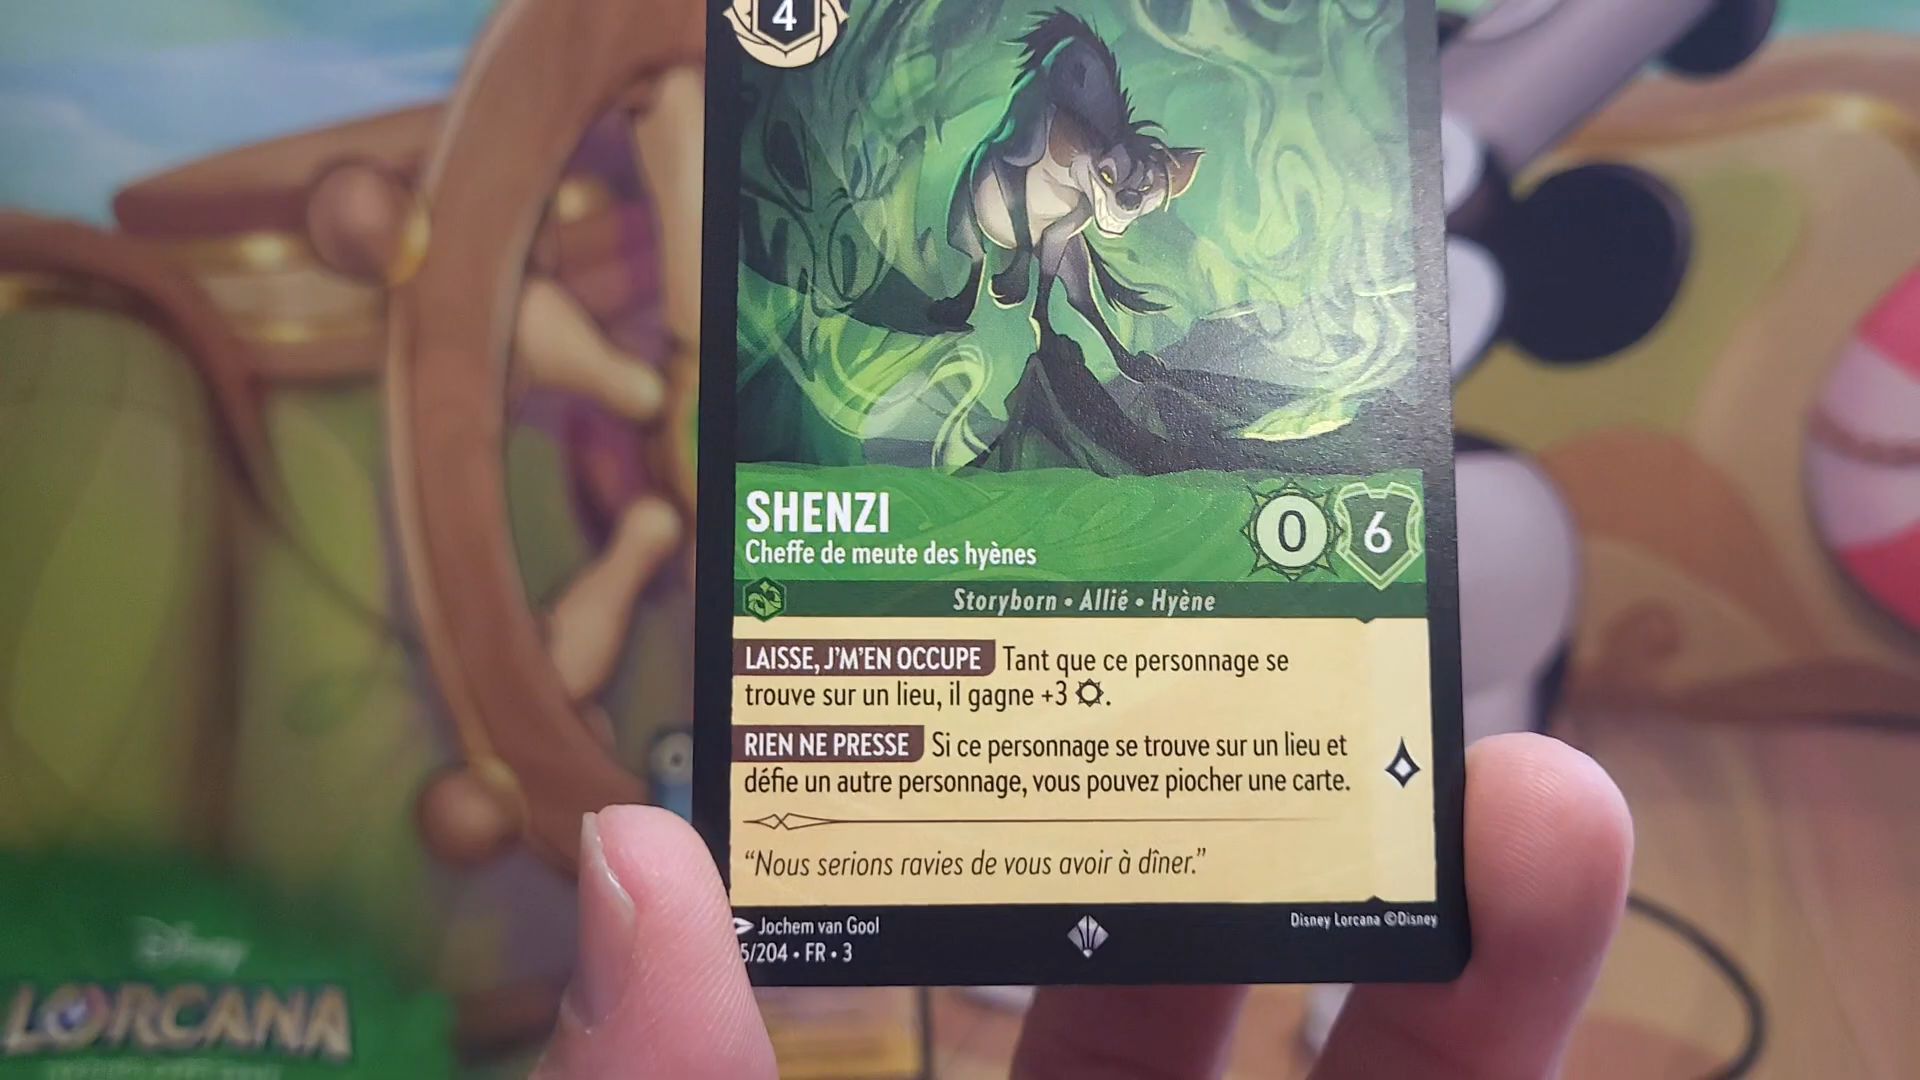 4
SHENZI
Cheffe de meute des hyènes
0
6
Storyborn • Allié • Hyène
LAISSE, J'M'EN OCCUPE Tant que ce personnage se
trouve sur un lieu, il gagne +3 .
RIEN NE PRESSE Si ce personnage se trouve sur un lieu et
défie un autre personnage, vous pouvez piocher une carte.
“Nous serions ravies de vous avoir à dîner.”
Jochem van Gool
5/204 • FR • 3
Disney Lorcana ©Disney
Disney
LORCANA